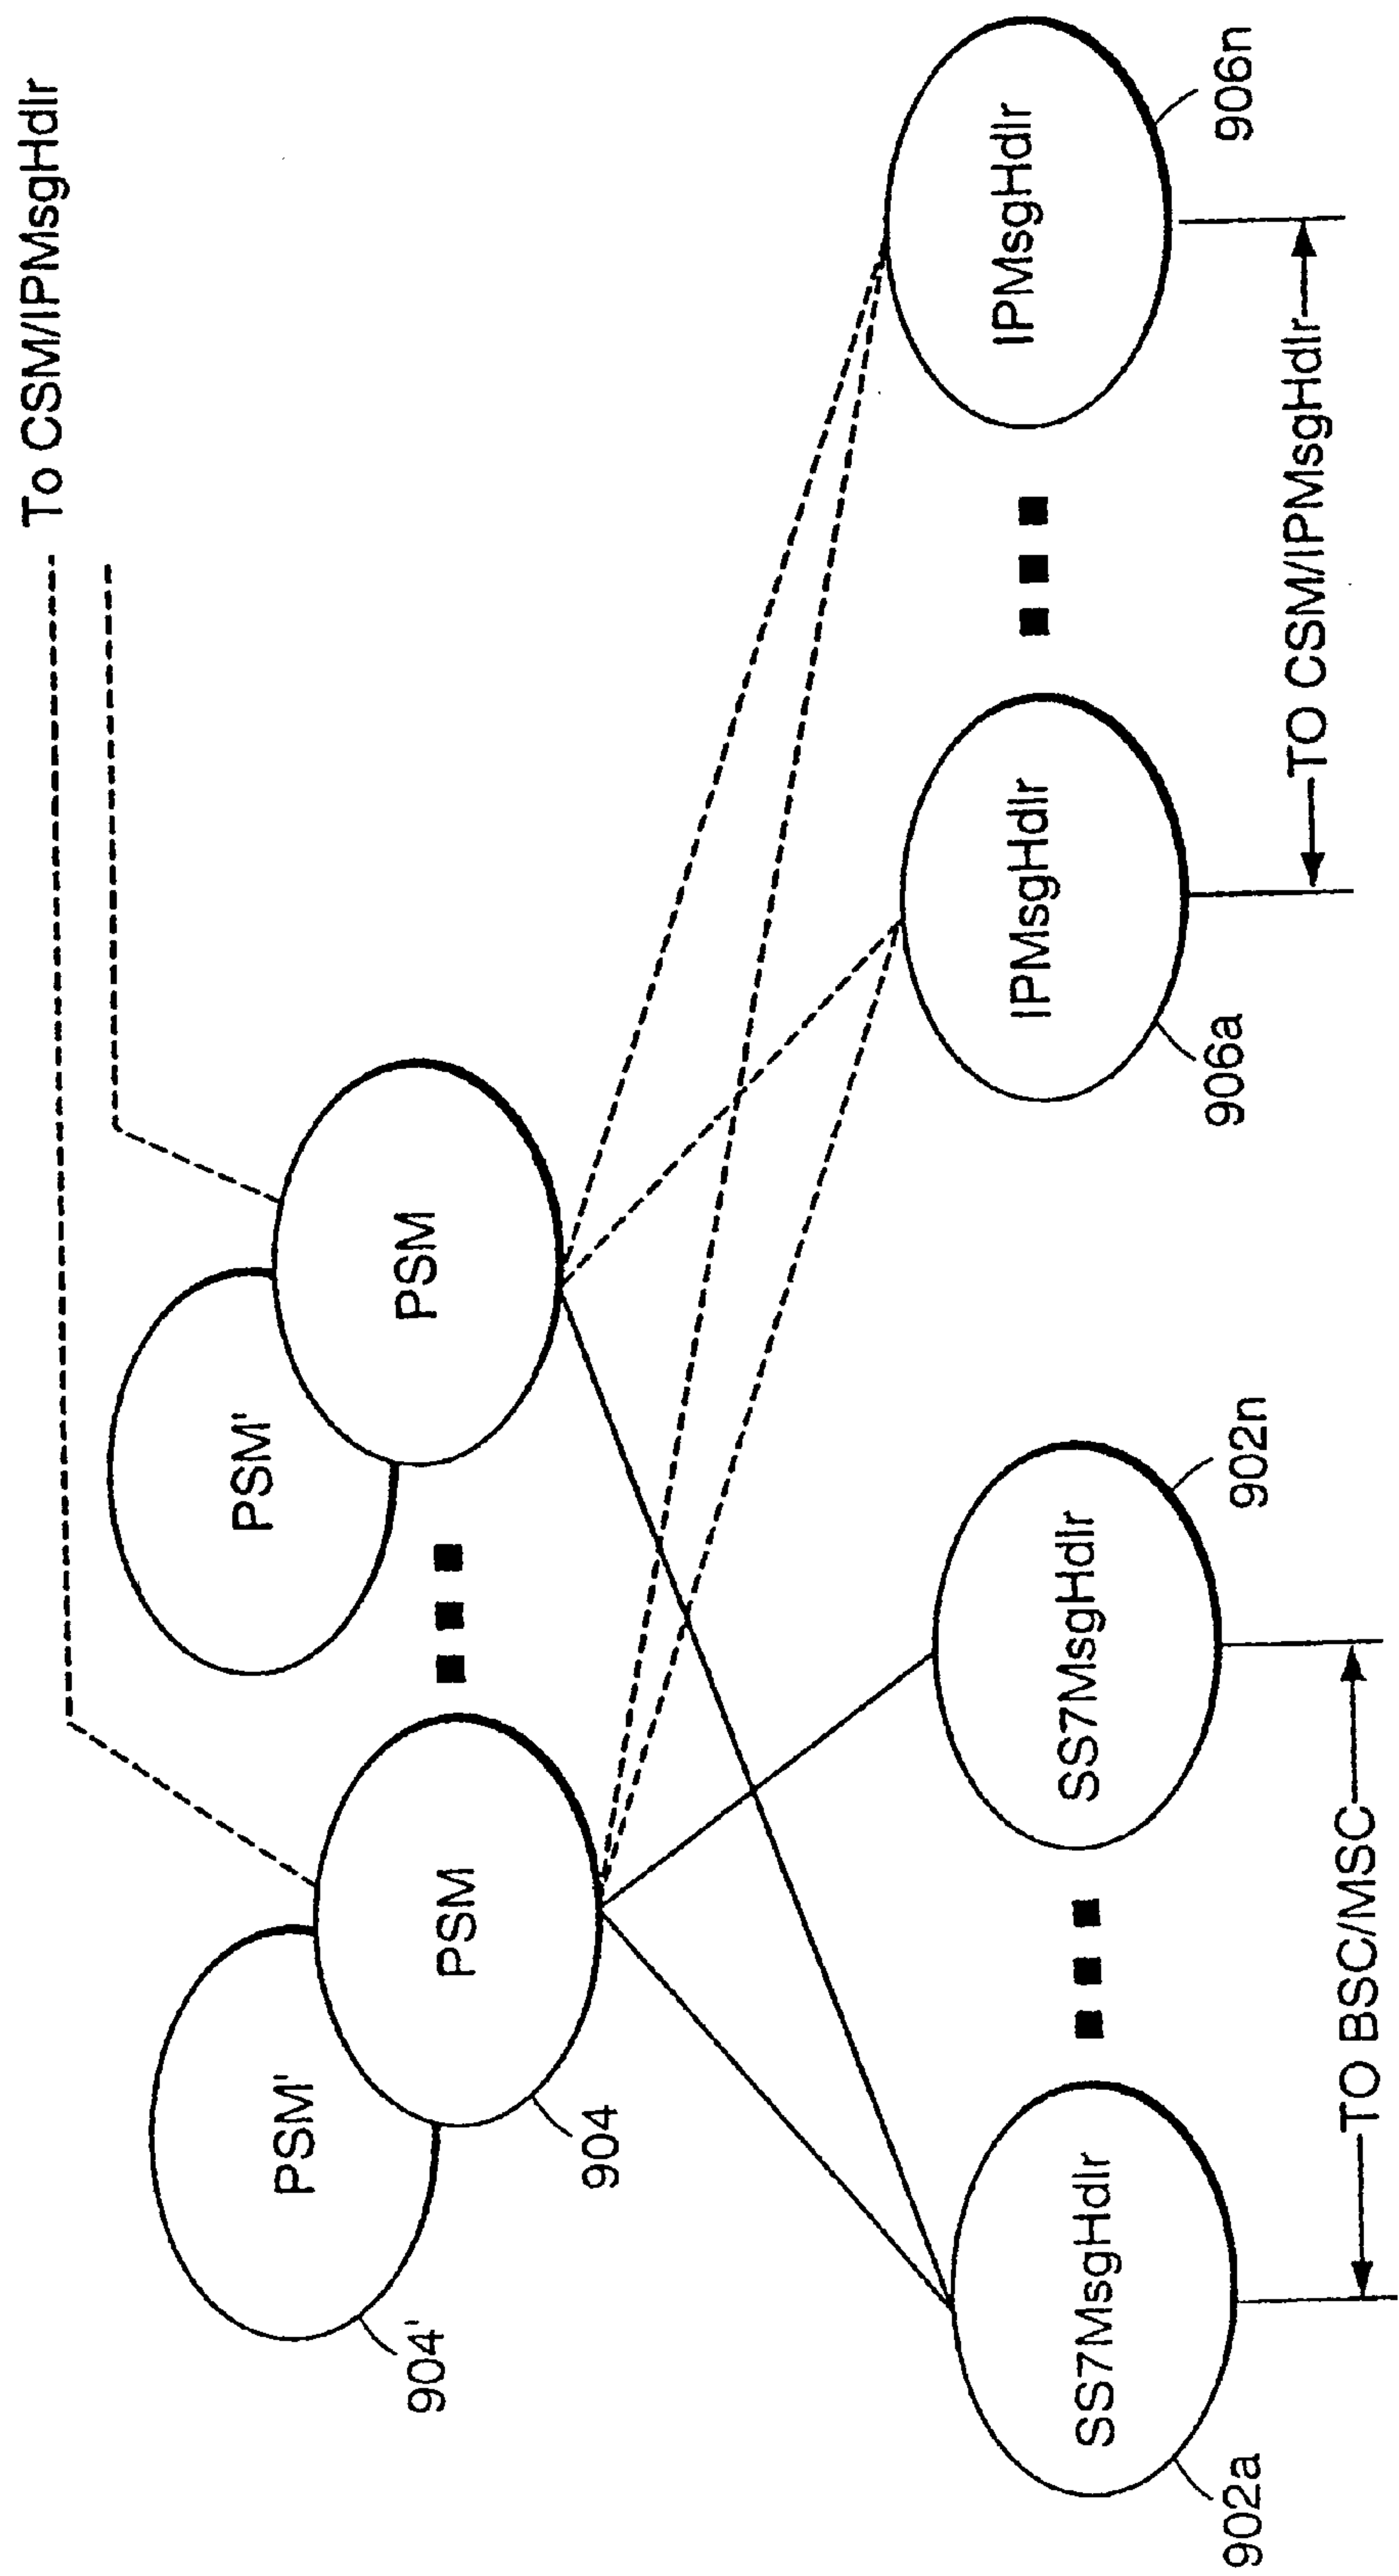 To CSM/IPMsgHdlr
PSM'
PSM'
PSM
PSM
904'
904
SS7MsgHdlr
SS7MsgHdlr
IPMsgHdlr
IPMsgHdlr
902a
902n
906a
906n
TO BSC/MSC
TO CSM/IPMsgHdlr